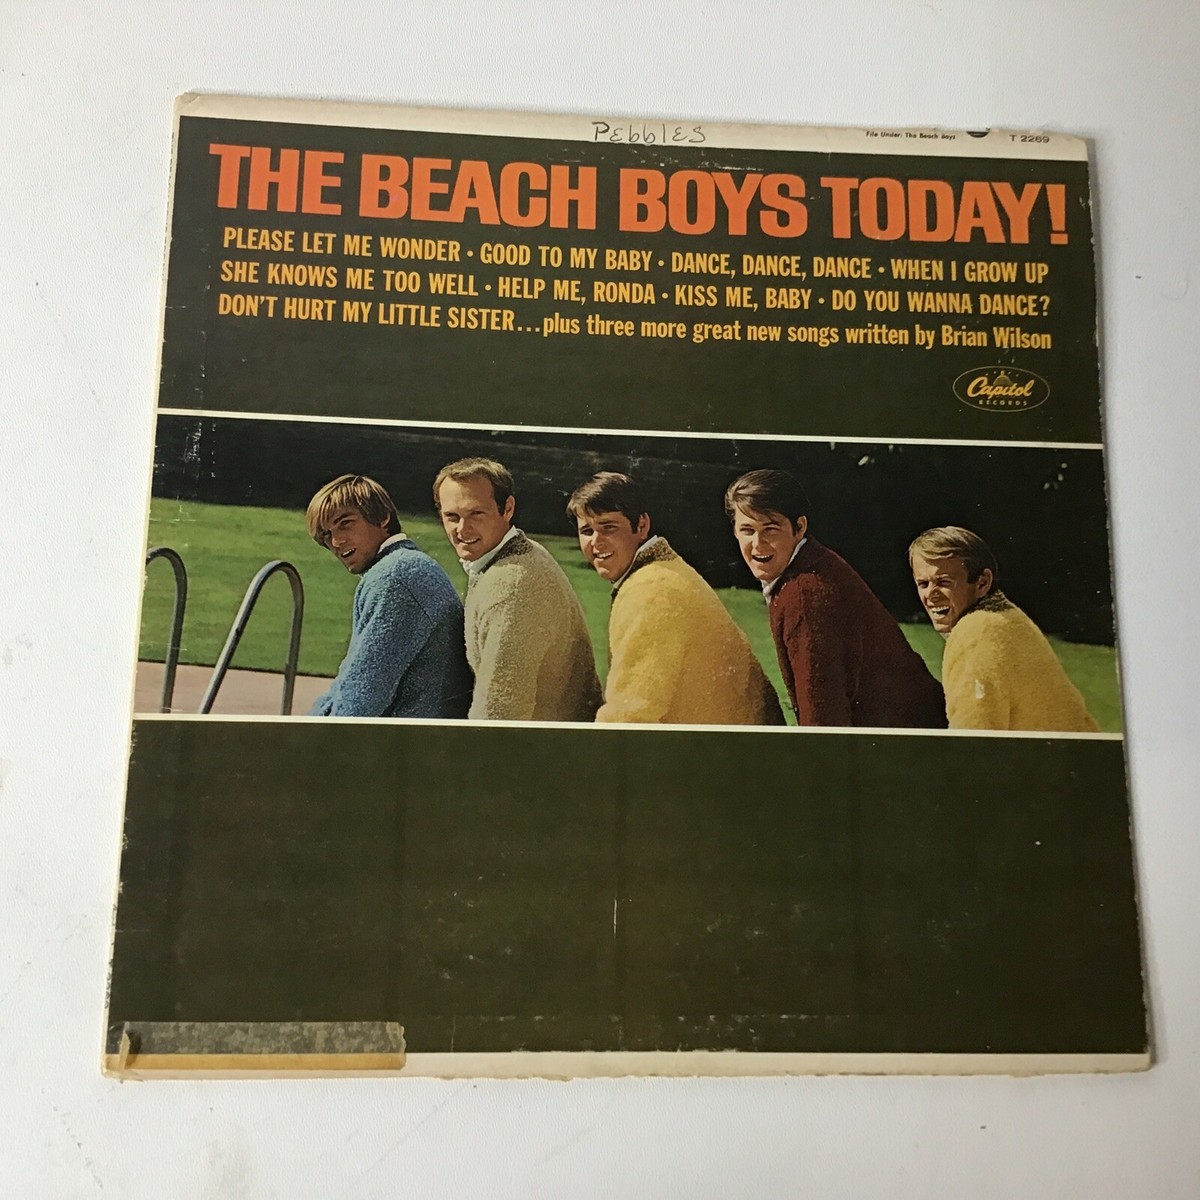 PEbblES
File Under: The Beach Boys
T 2269
THE BEACH BOYS TODAY!
PLEASE LET ME WONDER • GOOD TO MY BABY • DANCE, DANCE, DANCE • WHEN I GROW UP
SHE KNOWS ME TOO WELL • HELP ME, RONDA • KISS ME, BABY • DO YOU WANNA DANCE?
DON'T HURT MY LITTLE SISTER...plus three more great new songs written by Brian Wilson
Capitol
RECORDS